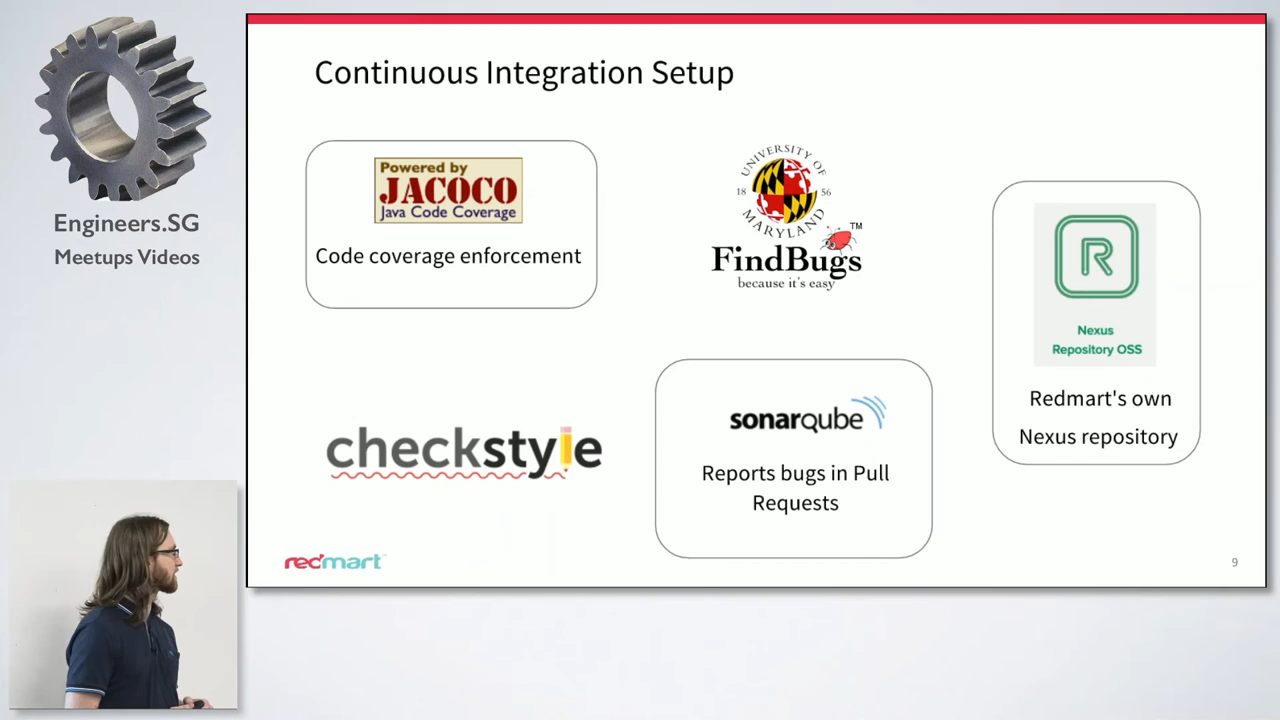 Engineers.SG
Meetups Videos
Continuous Integration Setup
Powered by
JACOCO
Java Code Coverage
Code coverage enforcement
UNIVERSITY OF
18 56
MARYLAND
FindBugs™
because it's easy
R
Nexus
Repository OSS
Redmart's own
Nexus repository
checkstyle
sonarqube
Reports bugs in Pull
Requests
redmart
9